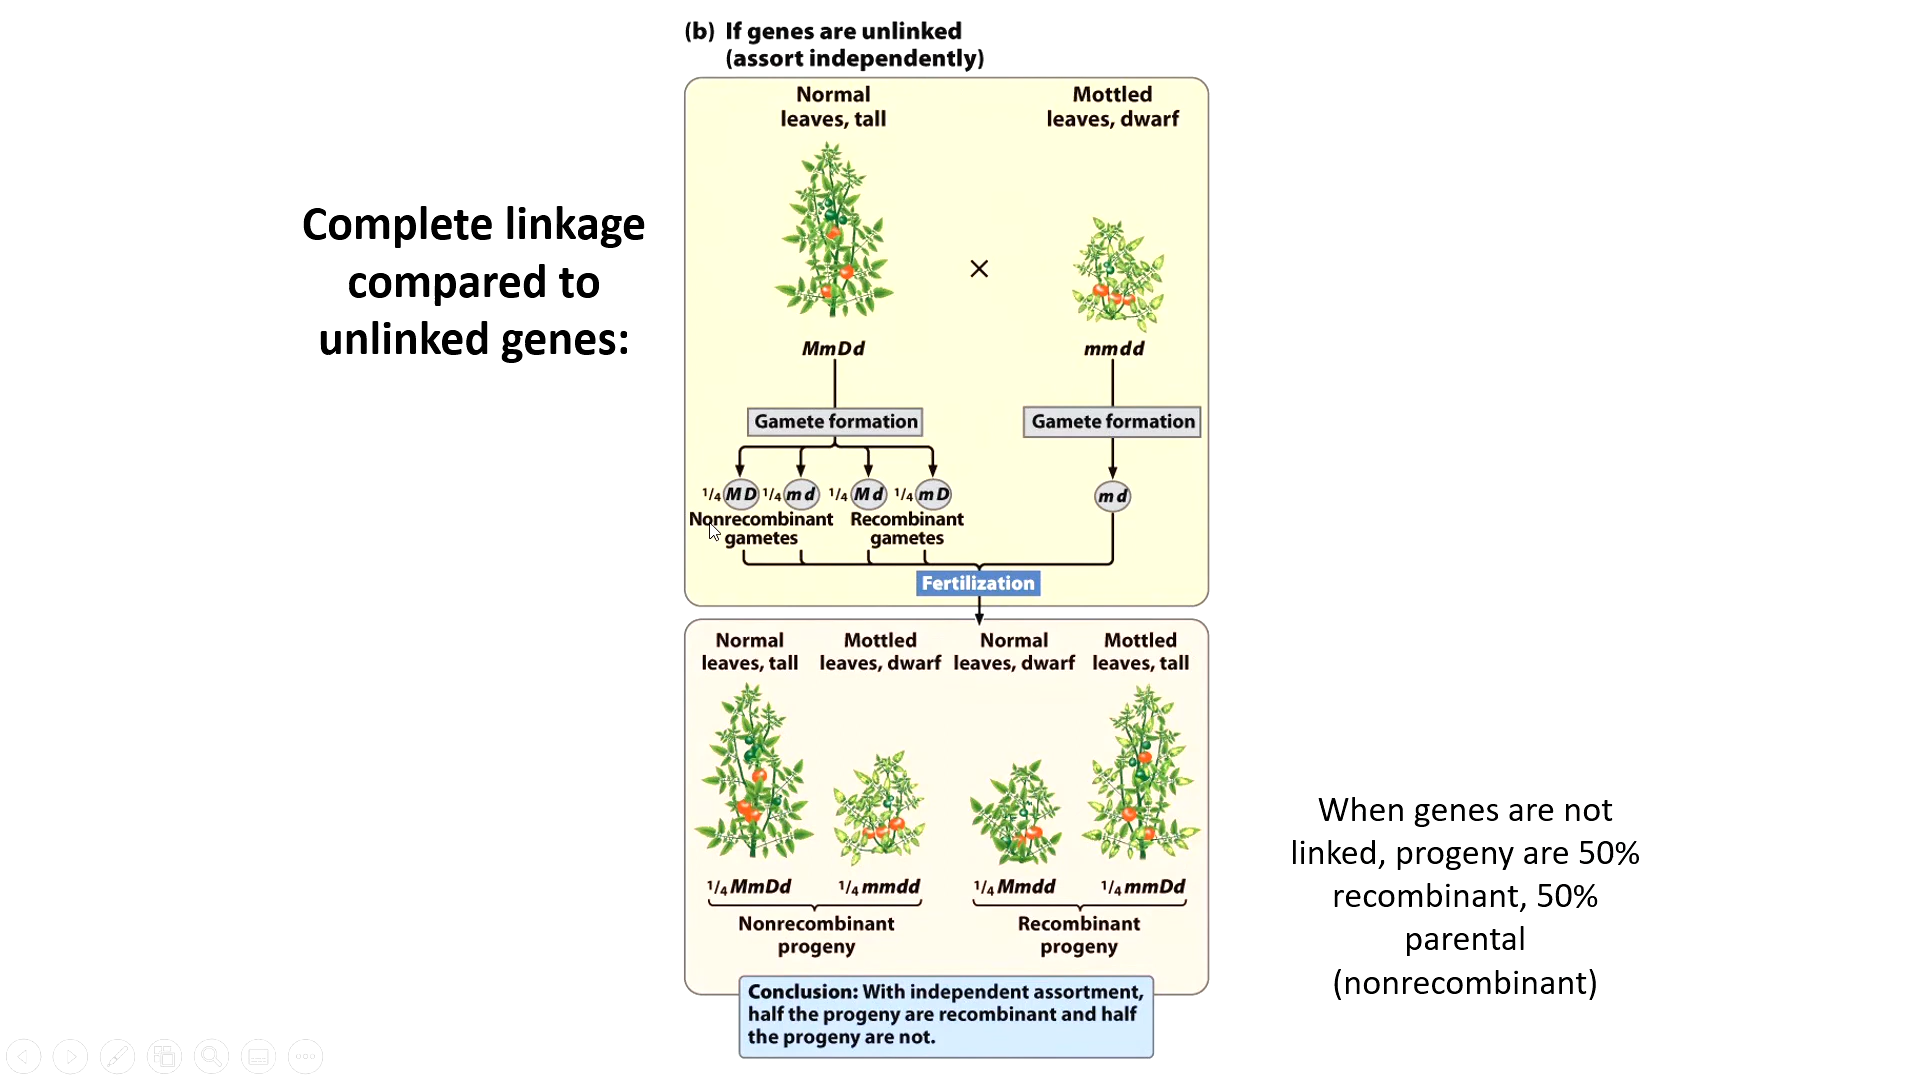 (b) If genes are unlinked
(assort independently)
Complete linkage
compared to
unlinked genes:
Normal
leaves, tall
Mottled
leaves, dwarf
×
MmDd
mmdd
Gamete formation
Gamete formation
1/4 M D 1/4 m d 1/4 M d 1/4 m D
m d
Nonrecombinant
gametes
Recombinant
gametes
Fertilization
Normal
leaves, tall
Mottled
leaves, dwarf
Normal
leaves, dwarf
Mottled
leaves, tall
1/4 MmDd
1/4 mmdd
1/4 Mmdd
1/4 mmDd
Nonrecombinant
progeny
Recombinant
progeny
Conclusion: With independent assortment,
half the progeny are recombinant and half
the progeny are not.
When genes are not
linked, progeny are 50%
recombinant, 50%
parental
(nonrecombinant)